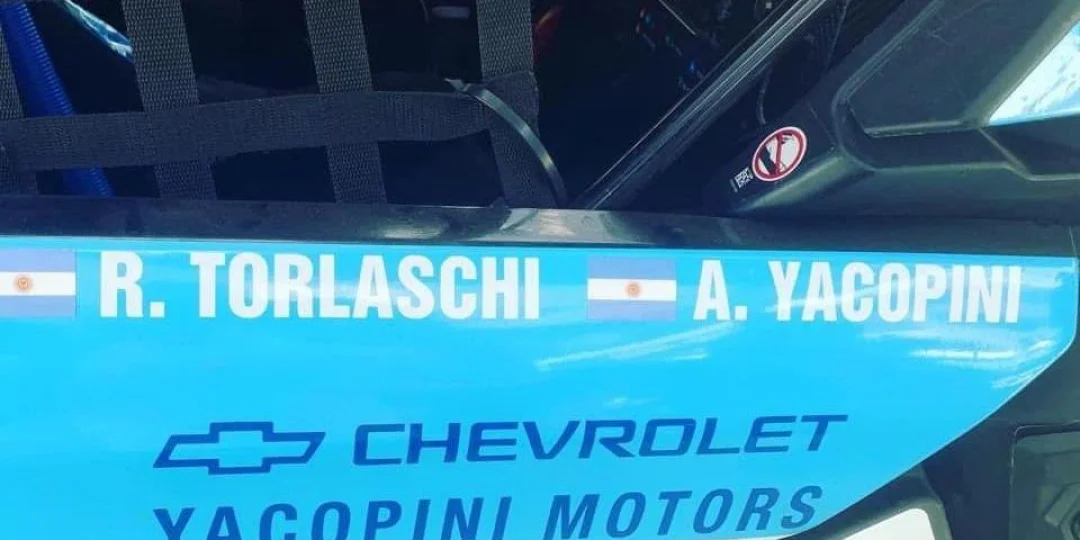 R. TORLASCHI A. YACOPINI
CHEVROLET
YACOPINI MOTORS